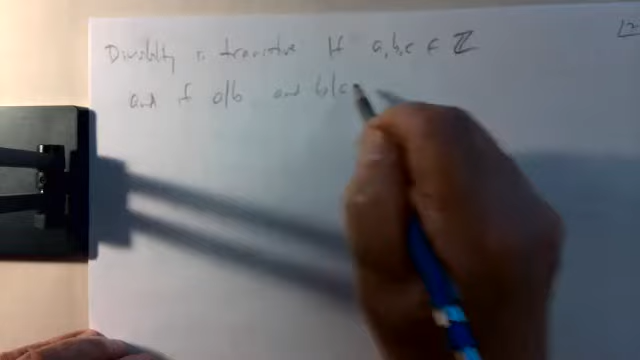 Divisibility is transitive If a,b,c ∈ ℤ
and if a|b and b|c